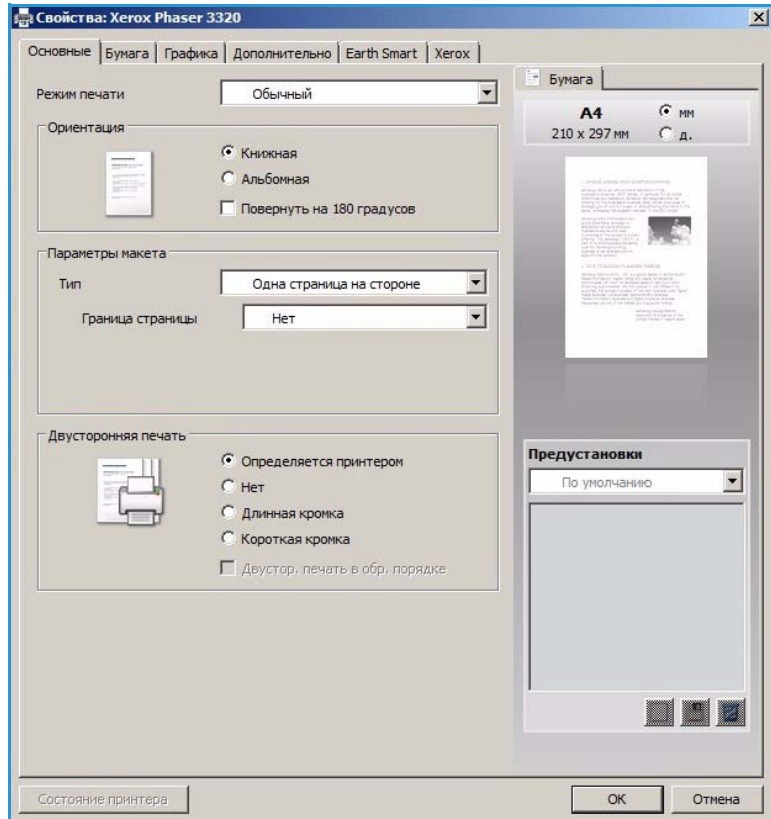 Свойства: Xerox Phaser 3320
Основные Бумага Графика Дополнительно Earth Smart Xerox
Режим печати
Обычный
Ориентация
Книжная
Альбомная
Повернуть на 180 градусов
Параметры макета
Тип
Одна страница на стороне
Граница страницы
Нет
Двусторонняя печать
Определяется принтером
Нет
Длинная кромка
Короткая кромка
Двустор. печать в обр. порядке
Бумага
A4
210 x 297 мм
мм
д.
Предустановки
По умолчанию
Состояние принтера
ОК
Отмена